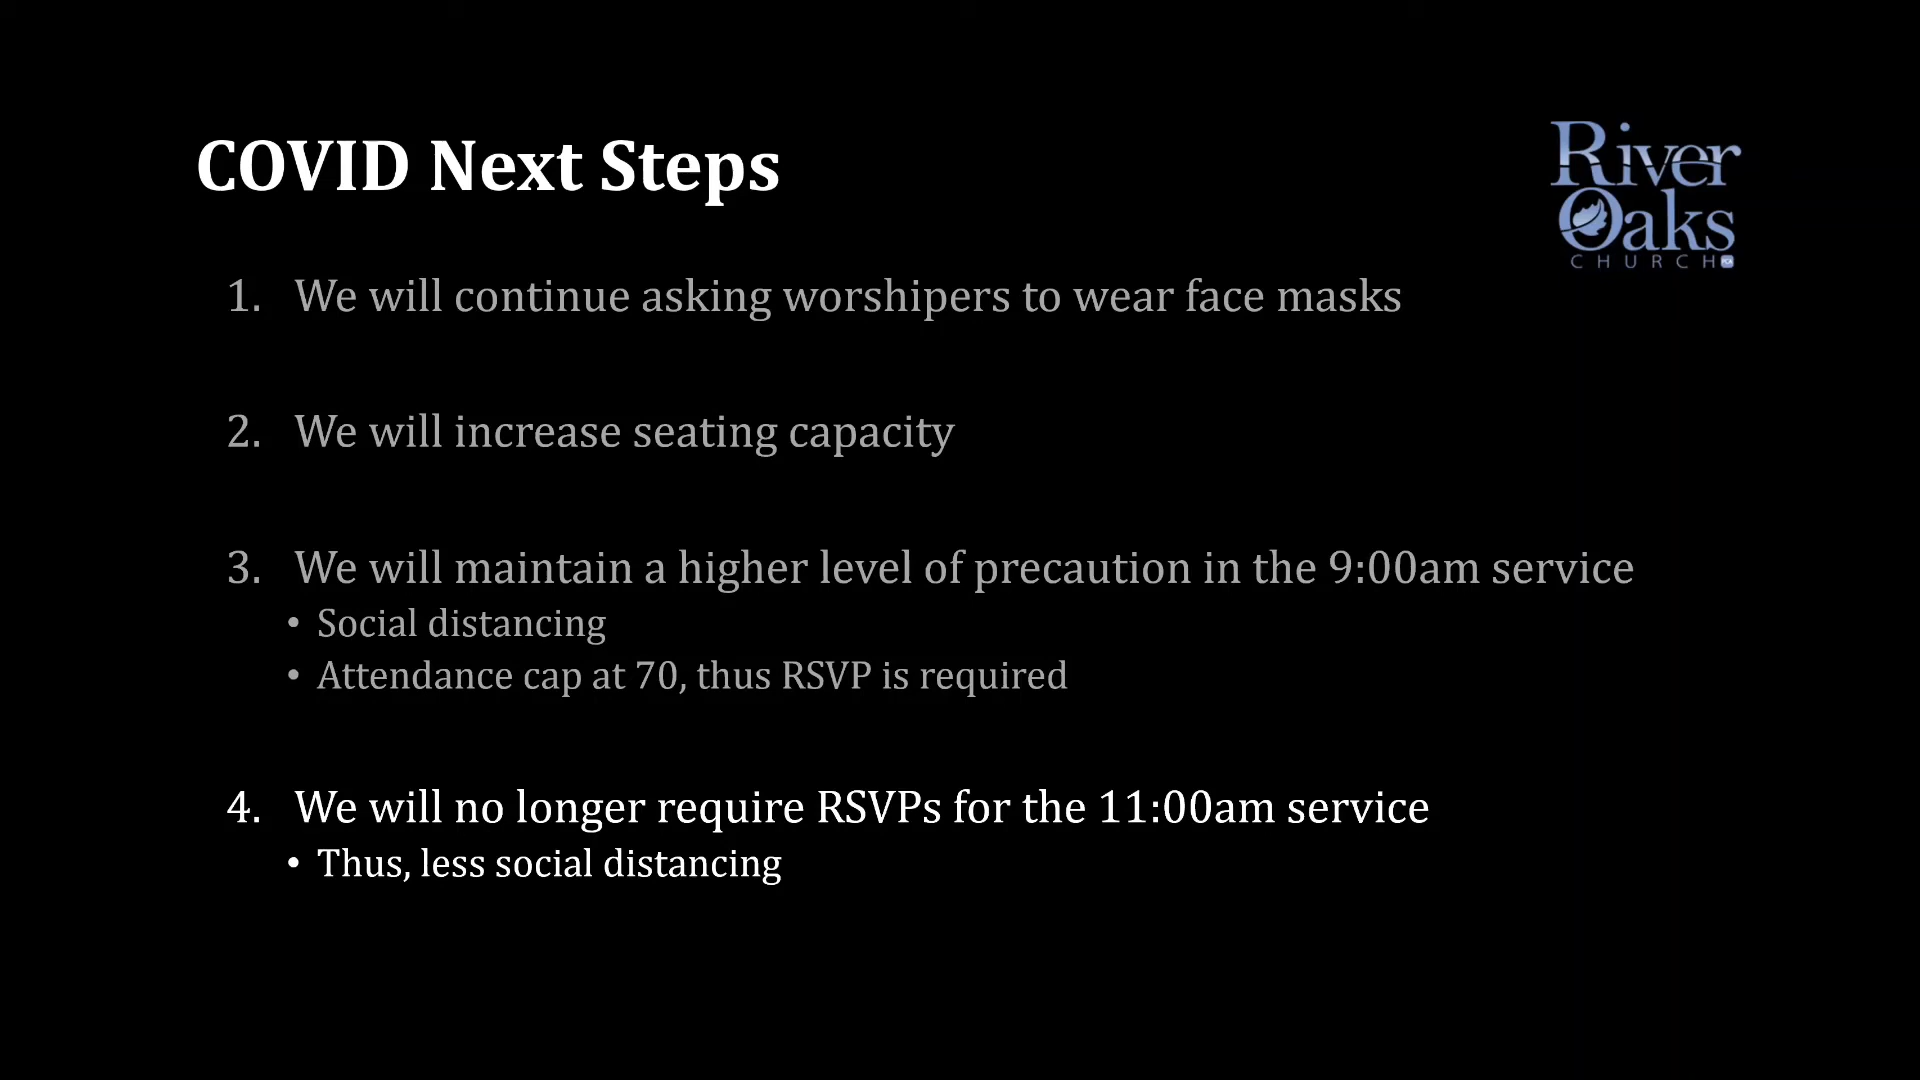 COVID Next Steps
River
Oaks
CHURCH PCA
1. We will continue asking worshipers to wear face masks
2. We will increase seating capacity
3. We will maintain a higher level of precaution in the 9:00am service
• Social distancing
• Attendance cap at 70, thus RSVP is required
4. We will no longer require RSVPs for the 11:00am service
• Thus, less social distancing